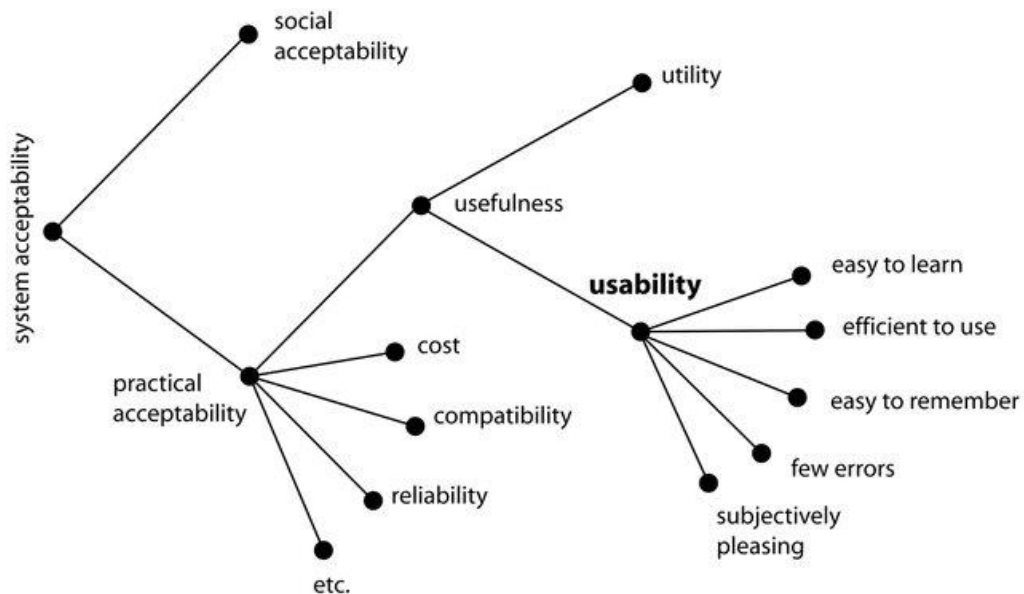 system acceptability
social
acceptability
practical
acceptability
usefulness
utility
usability
easy to learn
efficient to use
easy to remember
few errors
subjectively
pleasing
cost
compatibility
reliability
etc.